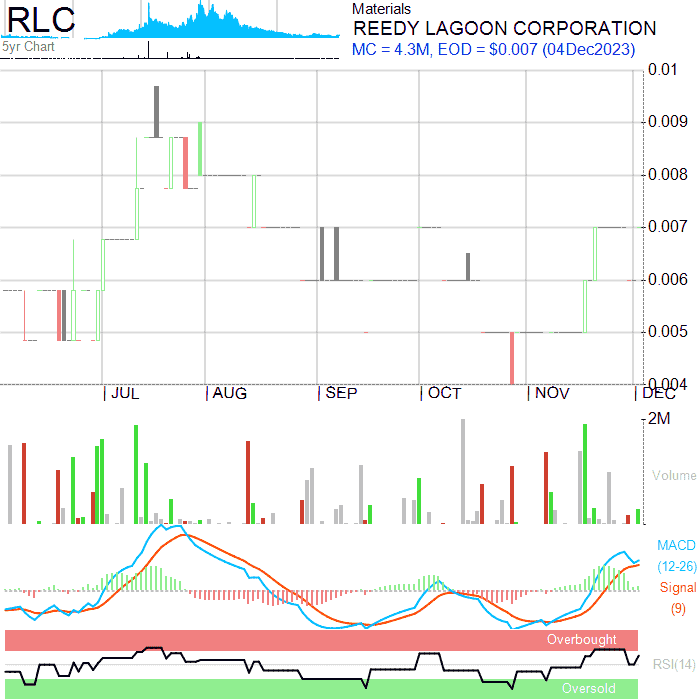 RLC
Materials
REEDY LAGOON CORPORATION
5yr Chart
MC = 4.3M, EOD = $0.007 (04Dec2023)
0.01
0.009
0.008
0.007
0.006
0.005
0.004
JUL AUG SEP OCT NOV DEC
2M
Volume
MACD
(12-26)
Signal
(9)
Overbought
RSI(14)
Oversold